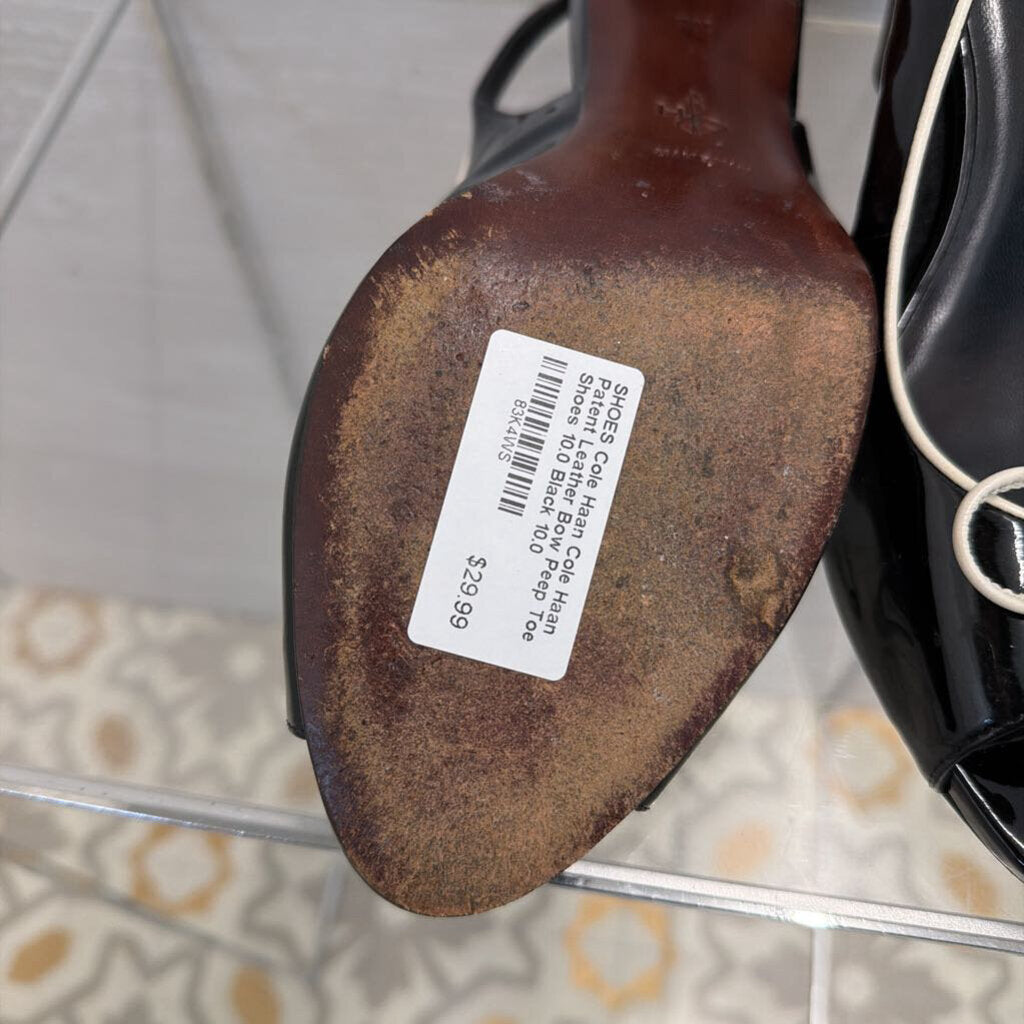 SHOES Cole Haan Cole Haan
Patent Leather Bow Peep Toe
Shoes 10.0 Black 10.0
83K4WS
$29.99